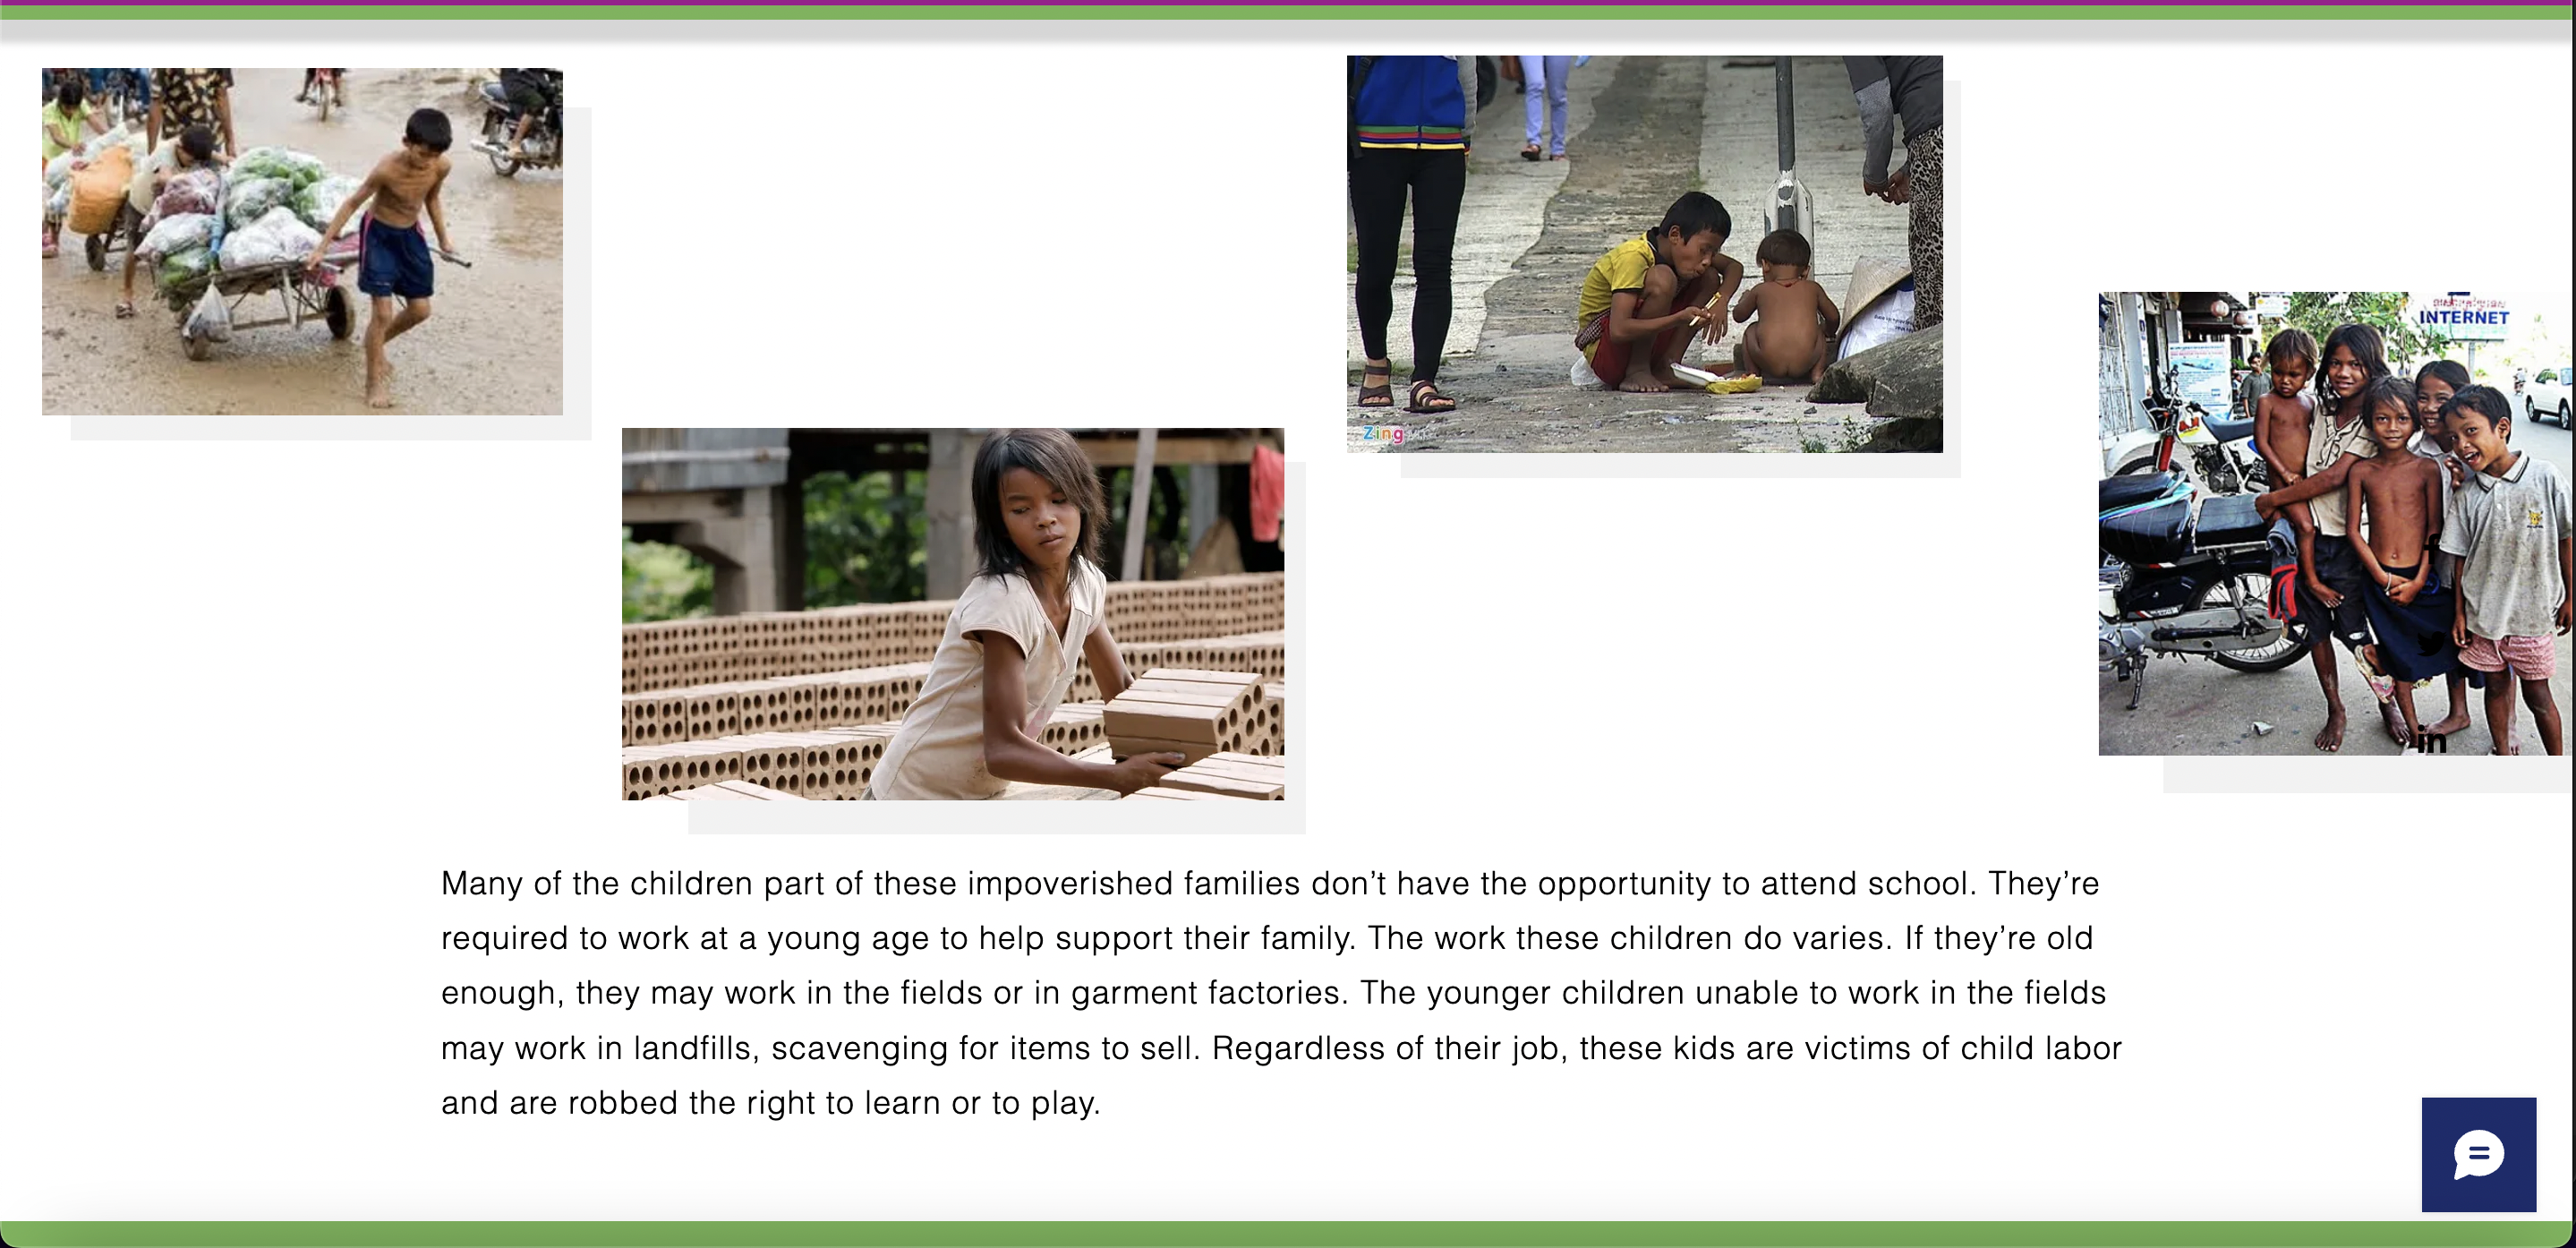 INTERNET
Zing
in
Many of the children part of these impoverished families don’t have the opportunity to attend school. They’re
required to work at a young age to help support their family. The work these children do varies. If they’re old
enough, they may work in the fields or in garment factories. The younger children unable to work in the fields
may work in landfills, scavenging for items to sell. Regardless of their job, these kids are victims of child labor
and are robbed the right to learn or to play.